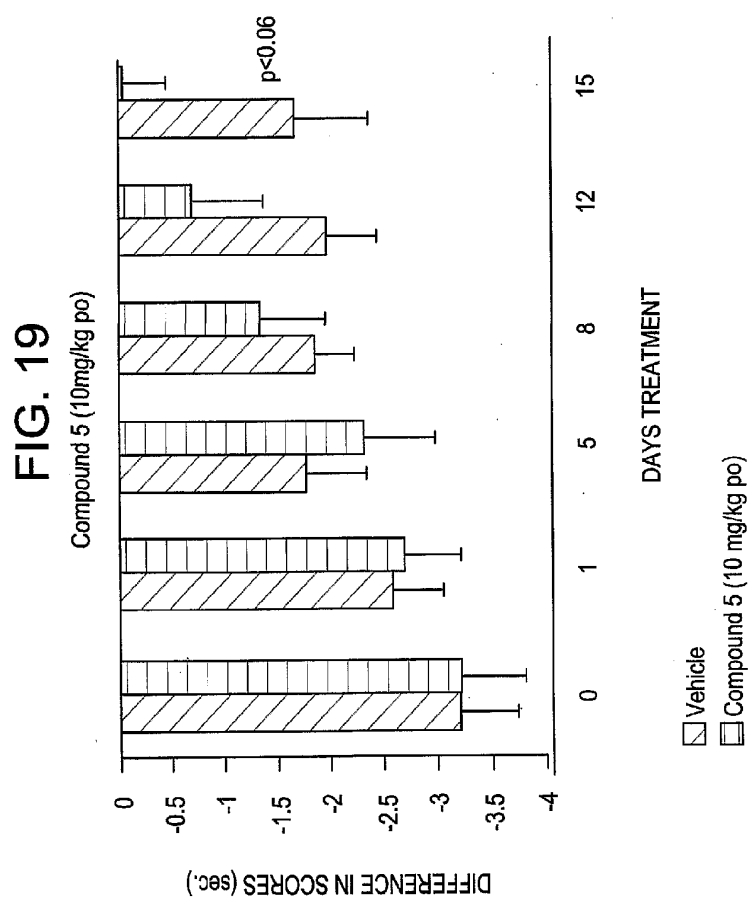 FIG. 19
Compound 5 (10mg/kg po)
DIFFERENCE IN SCORES (sec.)
0
-0.5
-1
-1.5
-2
-2.5
-3
-3.5
-4
p<0.06
0 1 5 8 12 15
DAYS TREATMENT
Vehicle
Compound 5 (10 mg/kg po)